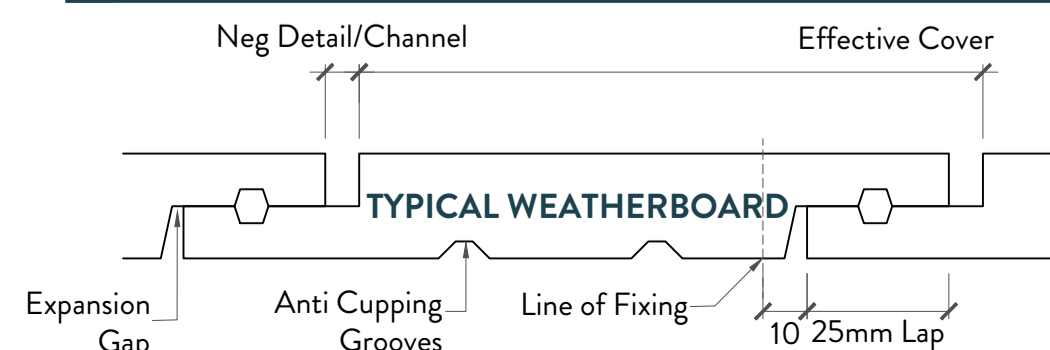 Neg Detail/Channel
Effective Cover
TYPICAL WEATHERBOARD
Expansion
Gap
Anti Cupping
Grooves
Line of Fixing
10 25mm Lap